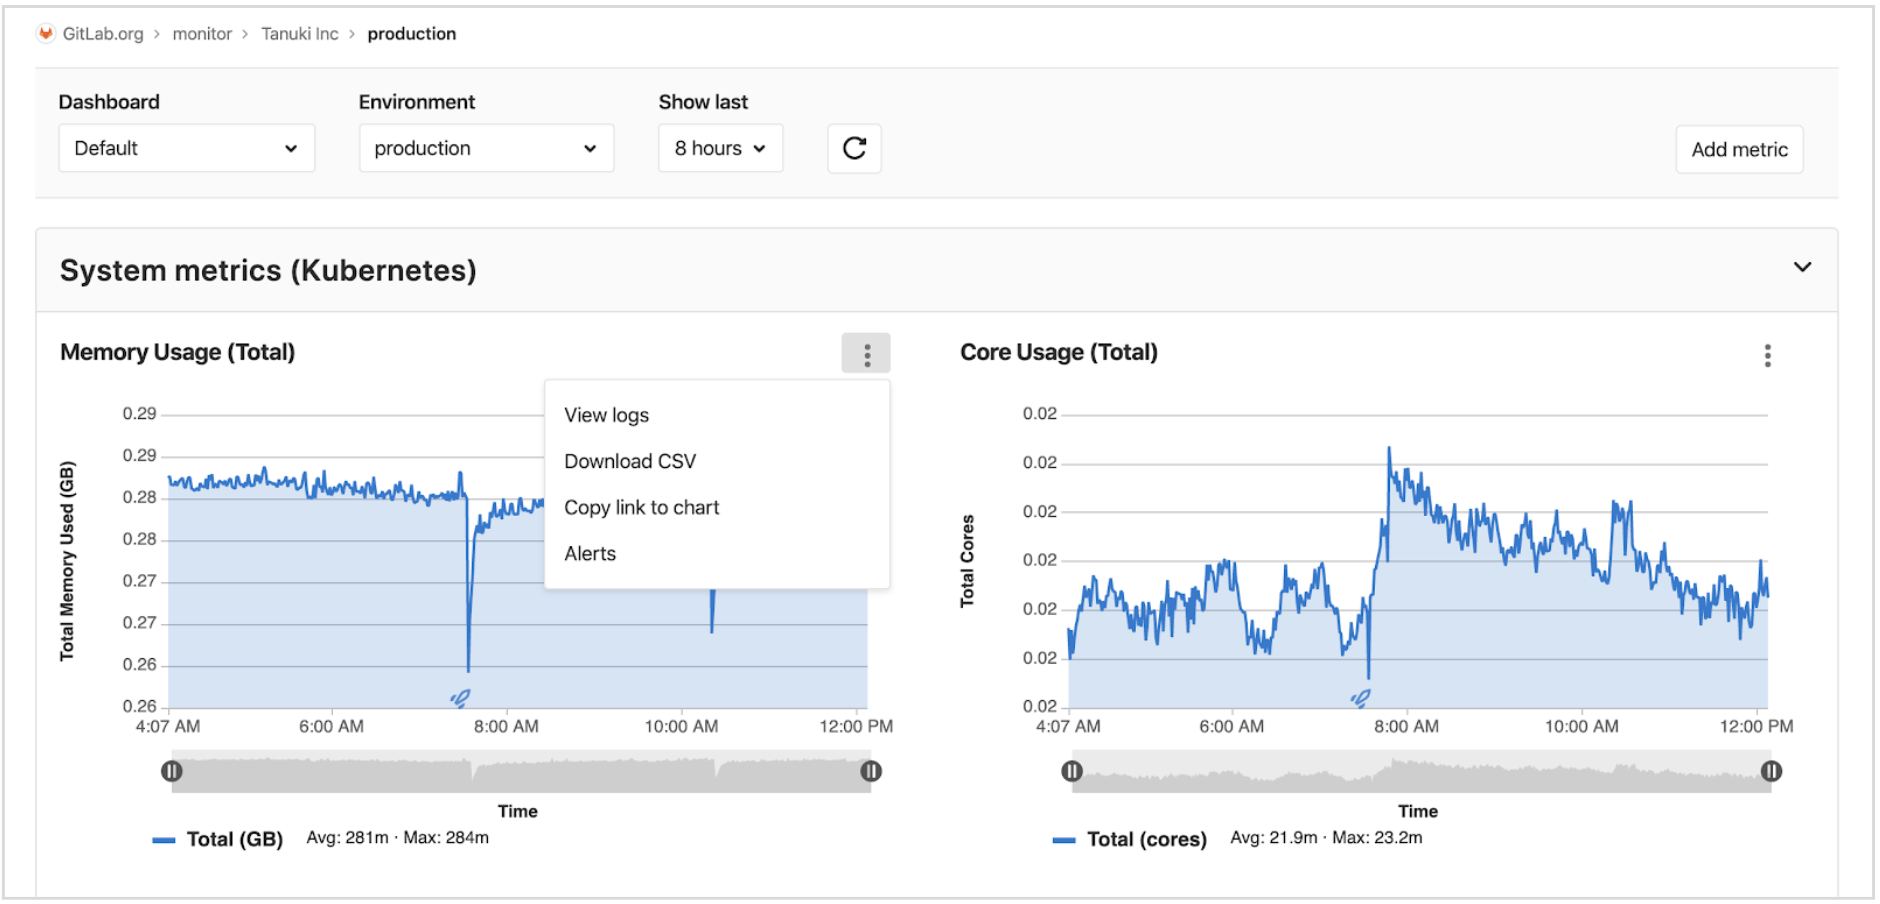 GitLab.org > monitor > Tanuki Inc > production
Dashboard Environment Show last
Default production 8 hours Add metric
System metrics (Kubernetes)
Memory Usage (Total)
View logs
Download CSV
Copy link to chart
Alerts
Total Memory Used (GB)
0.29
0.29
0.28
0.28
0.27
0.27
0.26
0.26
4:07 AM 6:00 AM 8:00 AM 10:00 AM 12:00 PM
Time
Total (GB) Avg: 281m · Max: 284m
Core Usage (Total)
Total Cores
0.02
0.02
0.02
0.02
0.02
0.02
0.02
4:07 AM 6:00 AM 8:00 AM 10:00 AM 12:00 PM
Time
Total (cores) Avg: 21.9m · Max: 23.2m